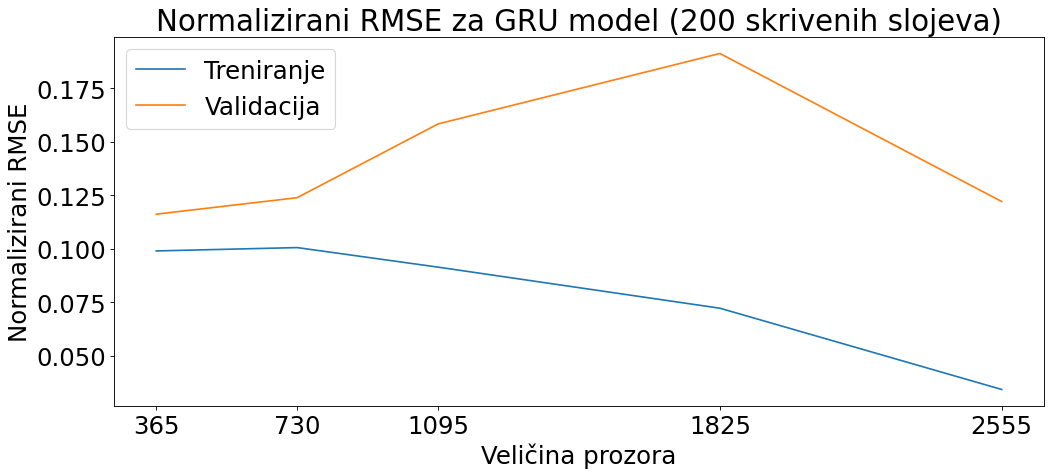 Normalizirani RMSE za GRU model (200 skrivenih slojeva)
Treniranje
Validacija
Normalizirani RMSE
0.175
0.150
0.125
0.100
0.075
0.050
365 730 1095 1825 2555
Veličina prozora